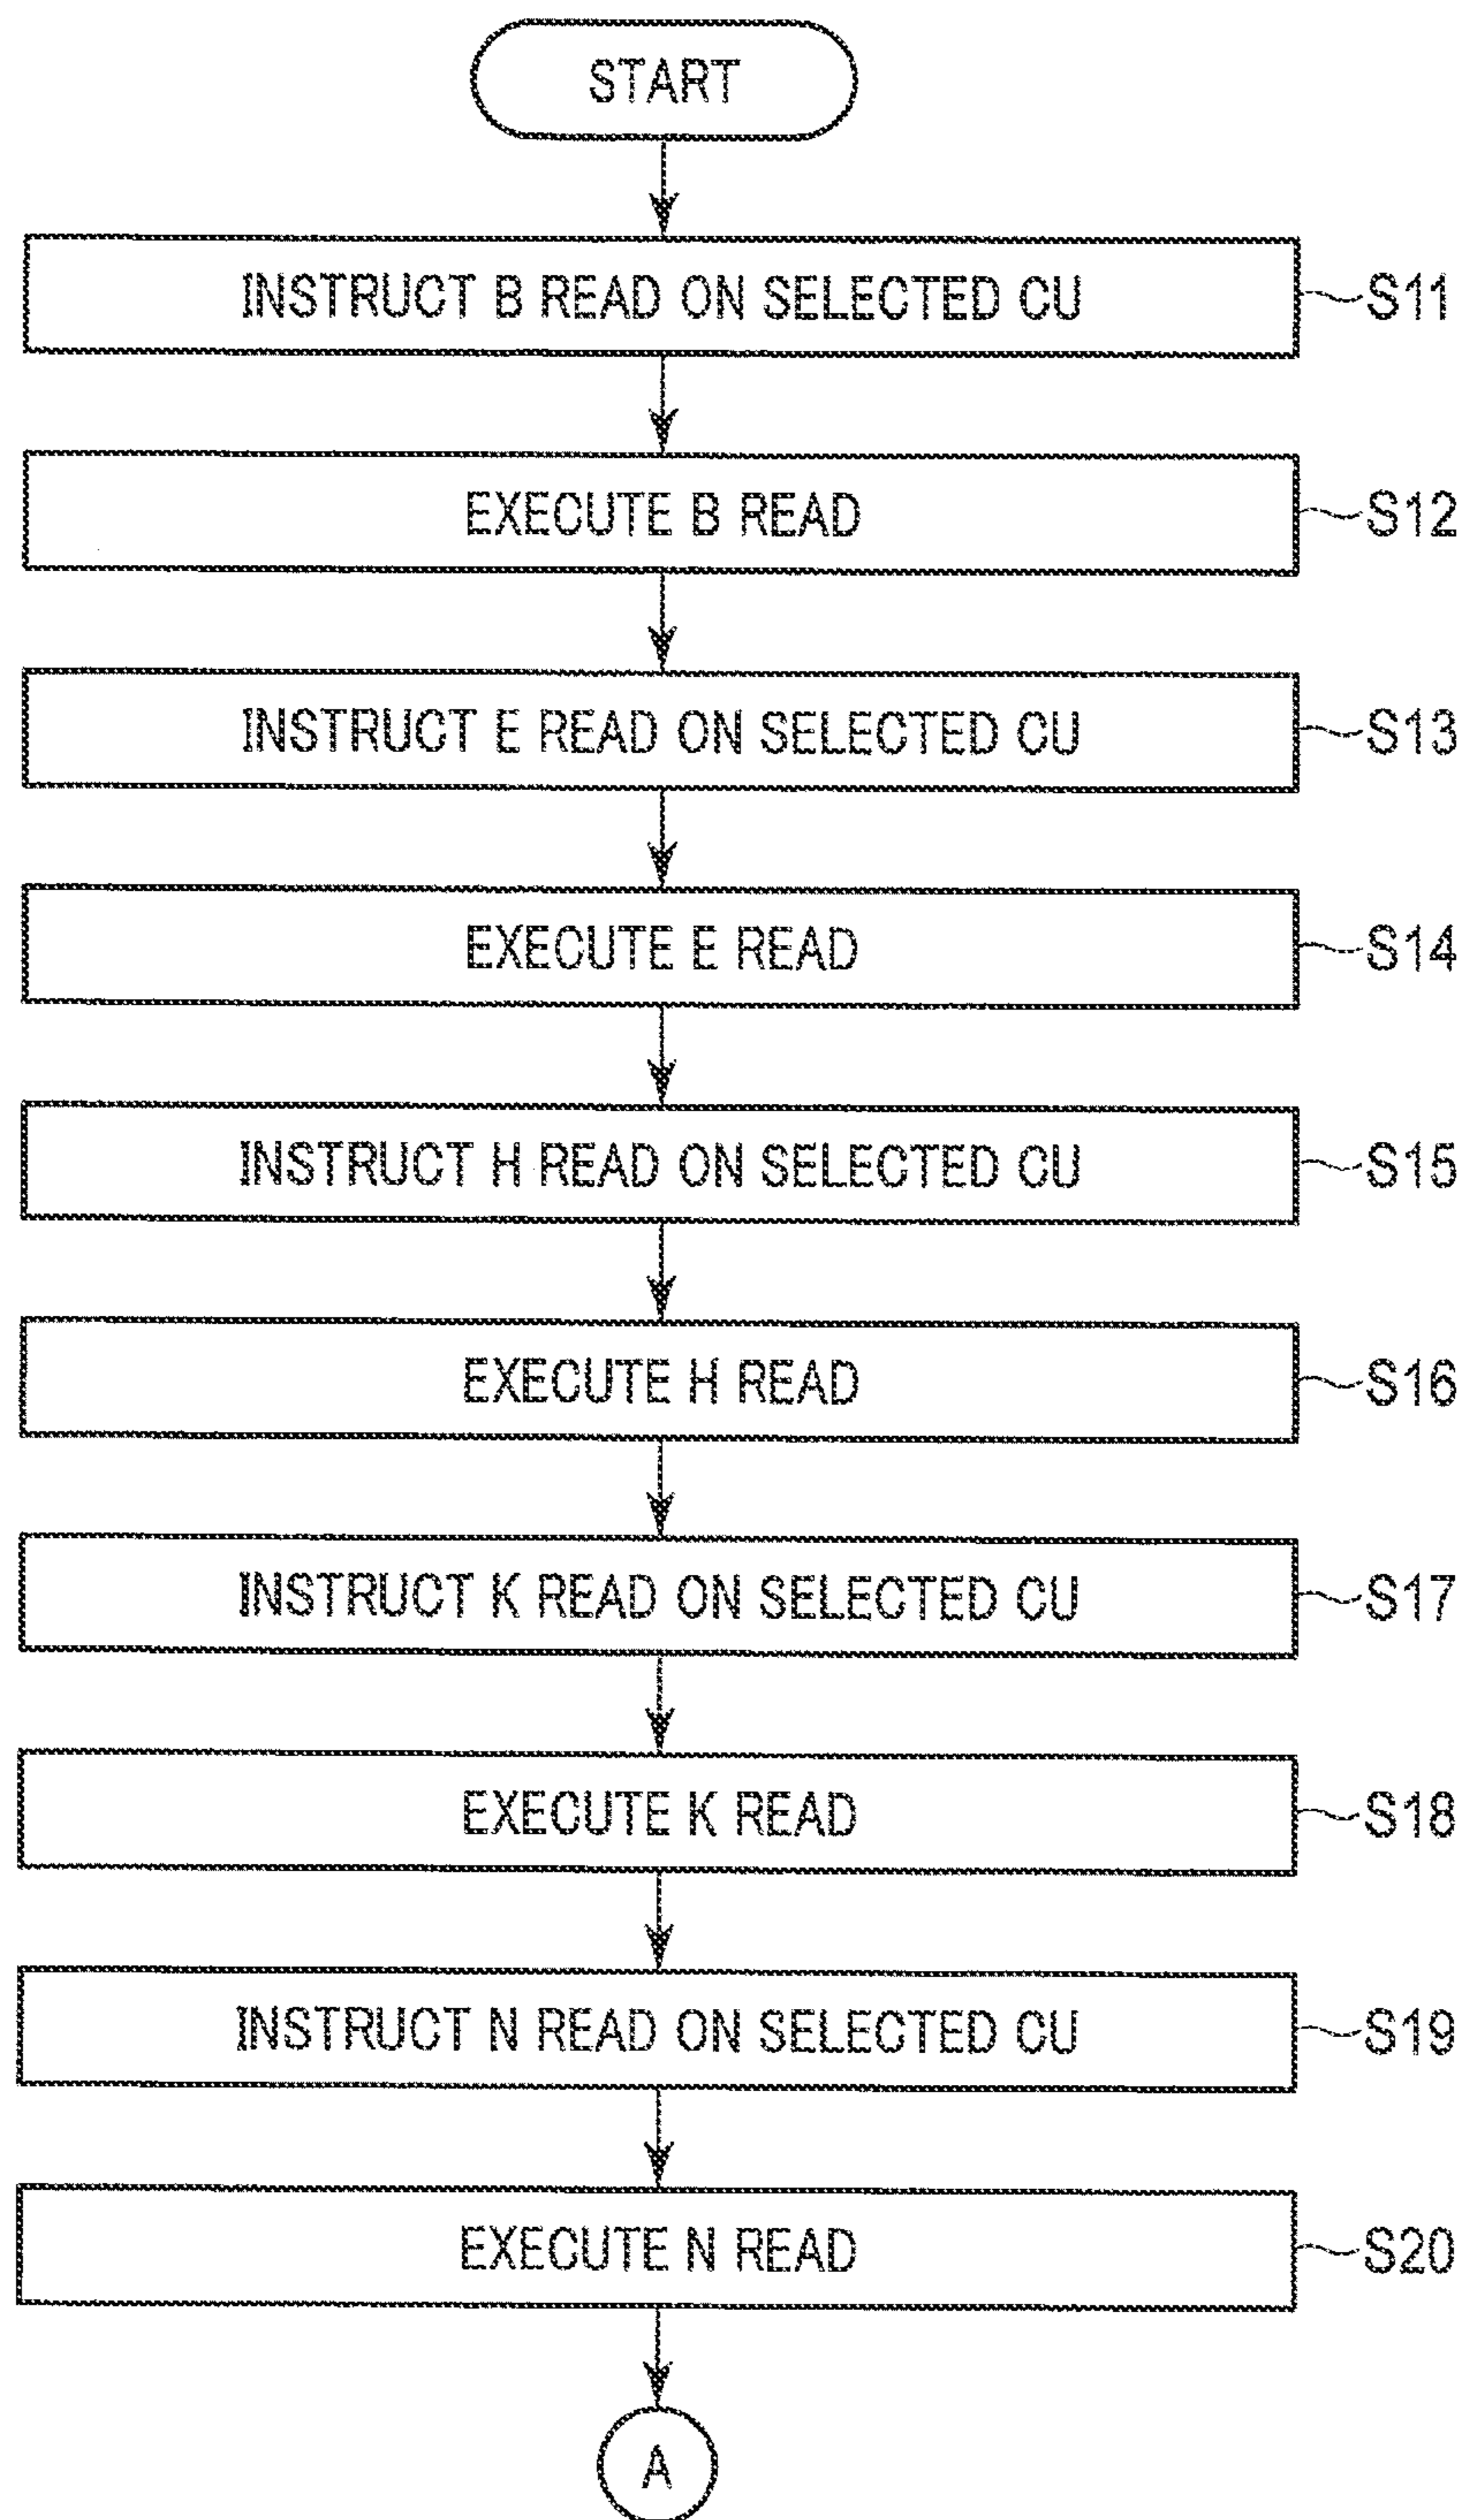 START
INSTRUCT B READ ON SELECTED CU S11
EXECUTE B READ S12
INSTRUCT E READ ON SELECTED CU S13
EXECUTE E READ S14
INSTRUCT H READ ON SELECTED CU S15
EXECUTE H READ S16
INSTRUCT K READ ON SELECTED CU S17
EXECUTE K READ S18
INSTRUCT N READ ON SELECTED CU S19
EXECUTE N READ S20
A